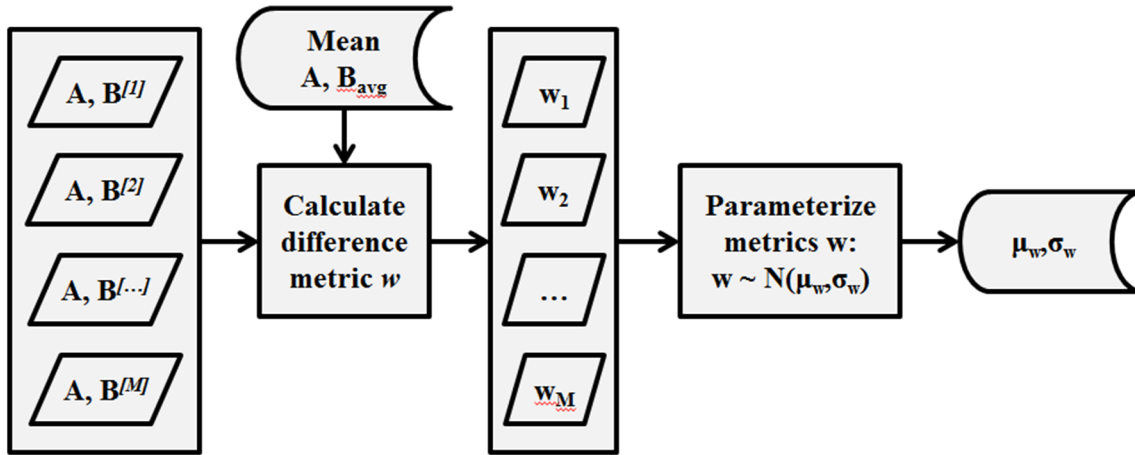 A, B[1]
A, B[2]
A, B[...]
A, B[M]
Mean
A, Bavg
Calculate
difference
metric w
w1
w2
...
wM
Parameterize
metrics w:
w ~ N(μw,σw)
μw,σw